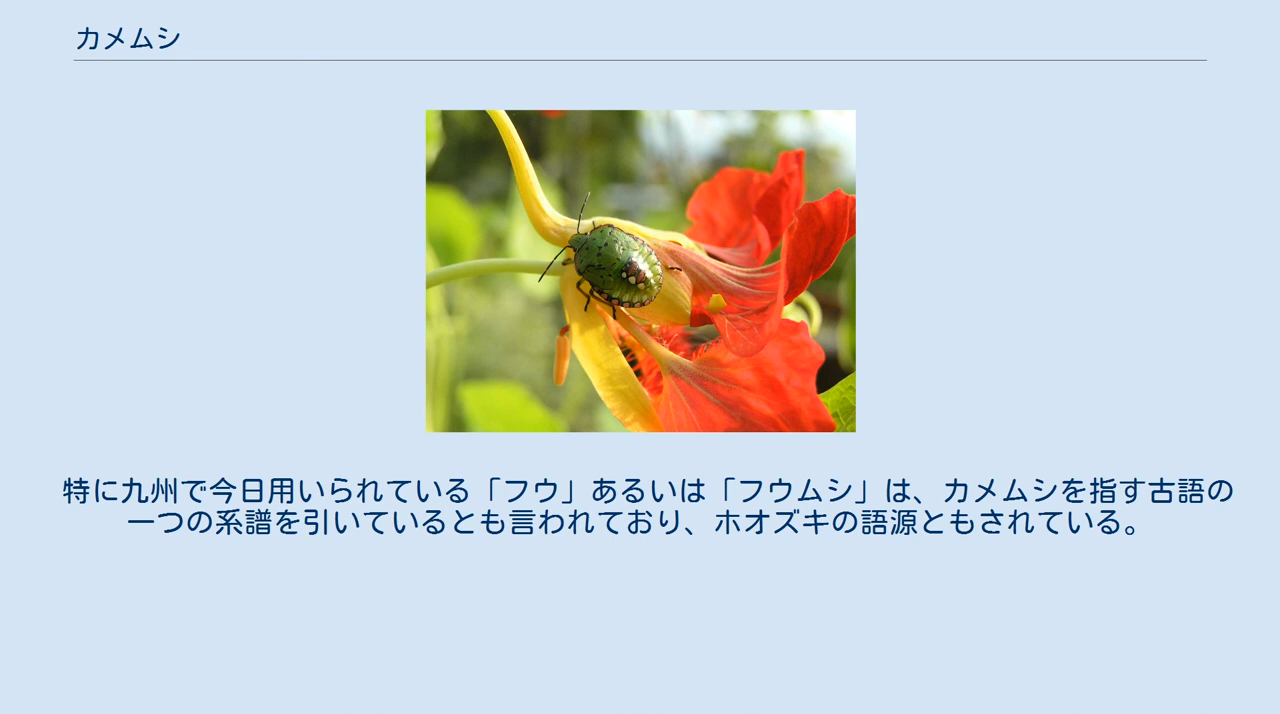 カメムシ
特に九州で今日用いられている「フウ」あるいは「フウムシ」は、カメムシを指す古語の
一つの系譜を引いているとも言われており、ホオズキの語源ともされている。